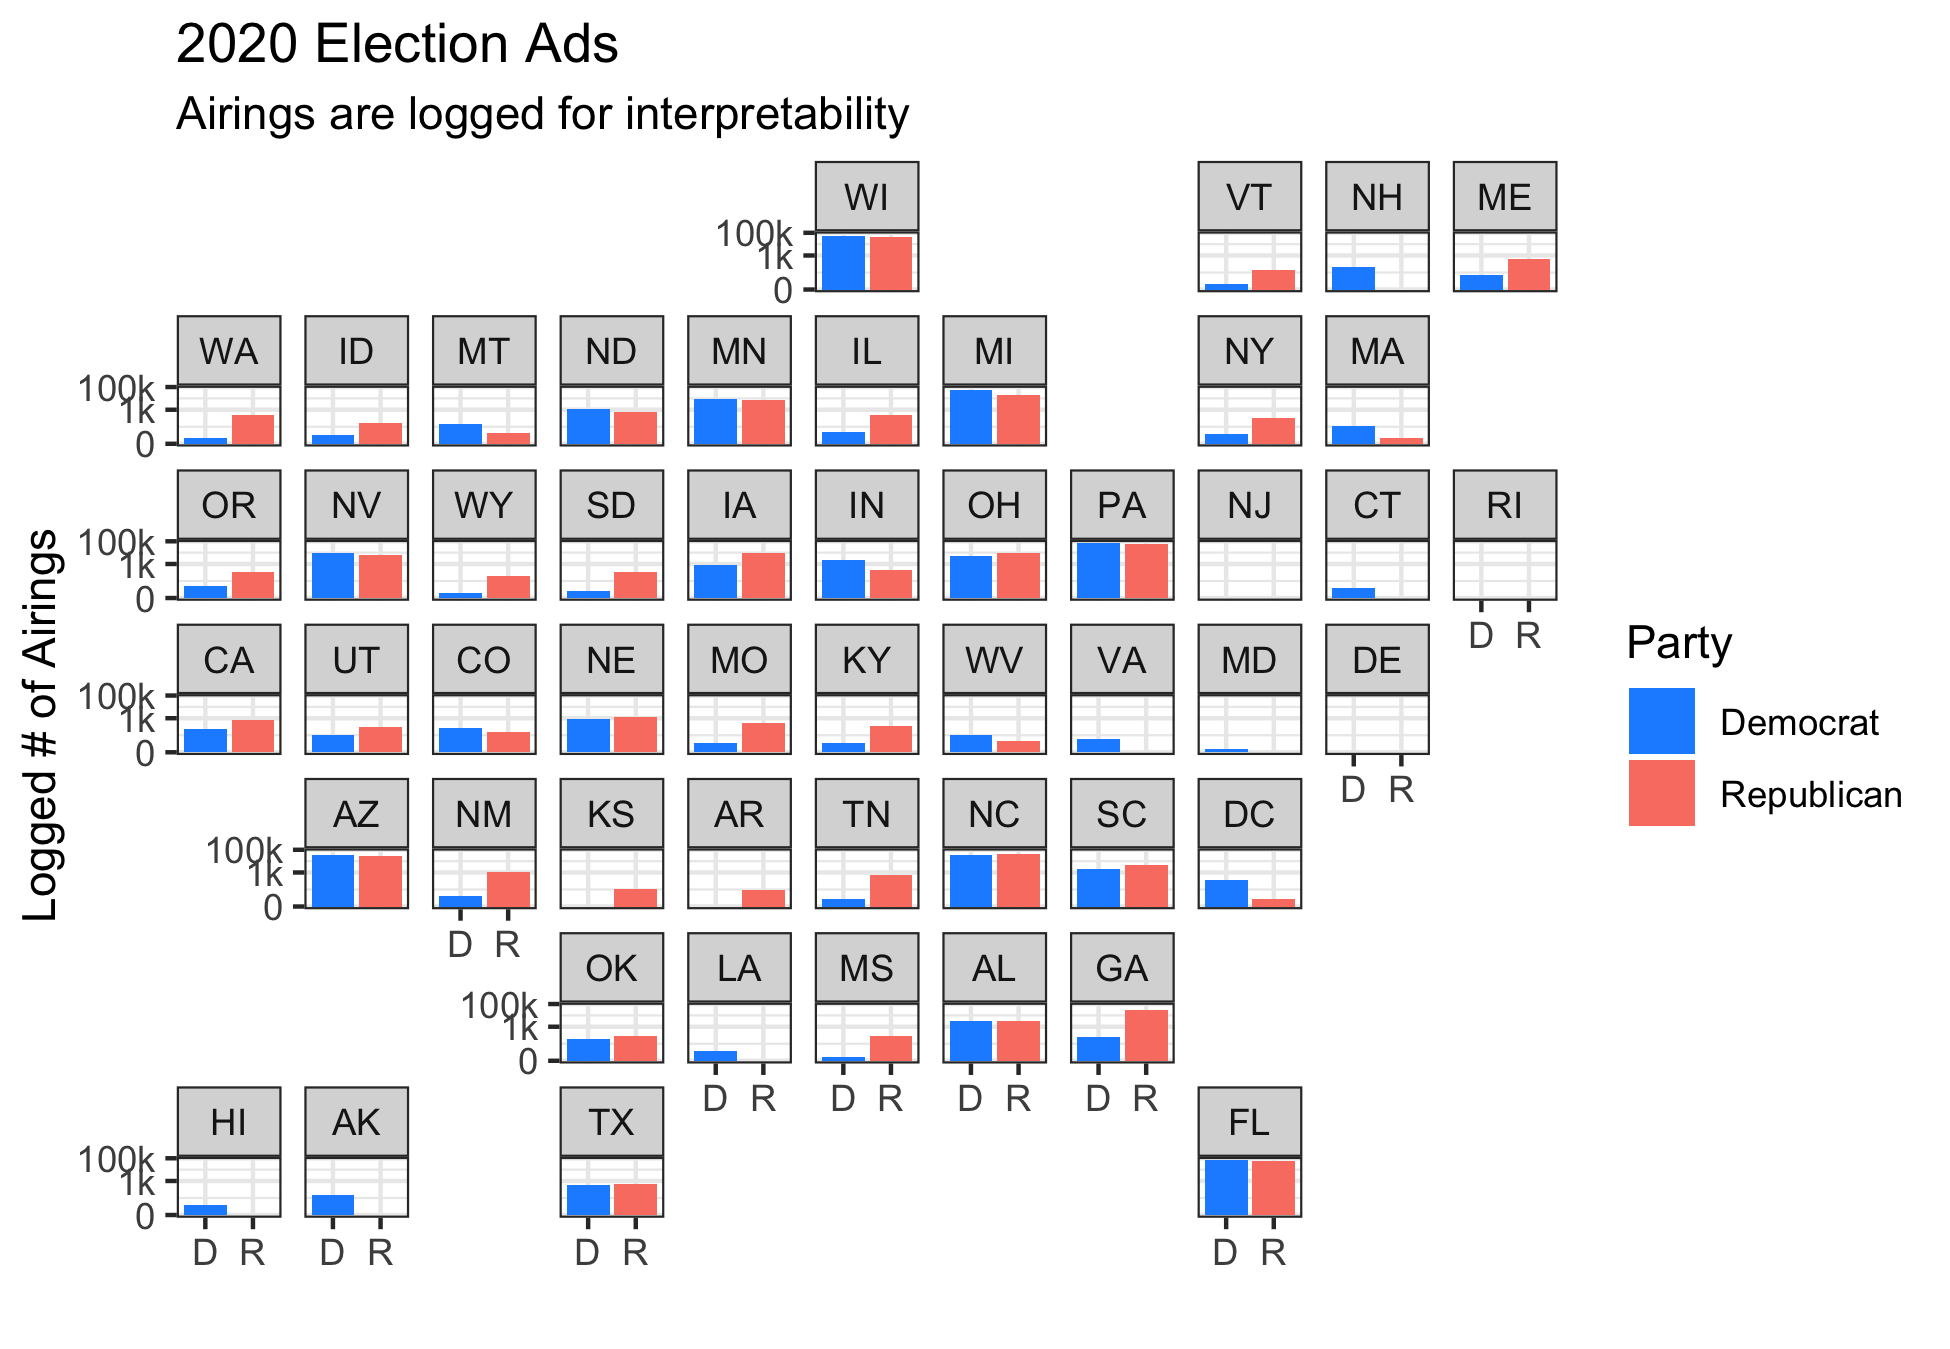 2020 Election Ads
Airings are logged for interpretability
WI VT NH ME
100k
1k
0
WA ID MT ND MN IL MI NY MA
100k
1k
0
OR NV WY SD IA IN OH PA NJ CT RI
100k
1k
0
D R
CA UT CO NE MO KY WV VA MD DE
100k
1k
0
D R
AZ NM KS AR TN NC SC DC
100k
1k
0
D R
OK LA MS AL GA
100k
1k
0
D R D R D R D R
HI AK TX FL
100k
1k
0
D R D R D R D R
Logged # of Airings
Party
Democrat
Republican